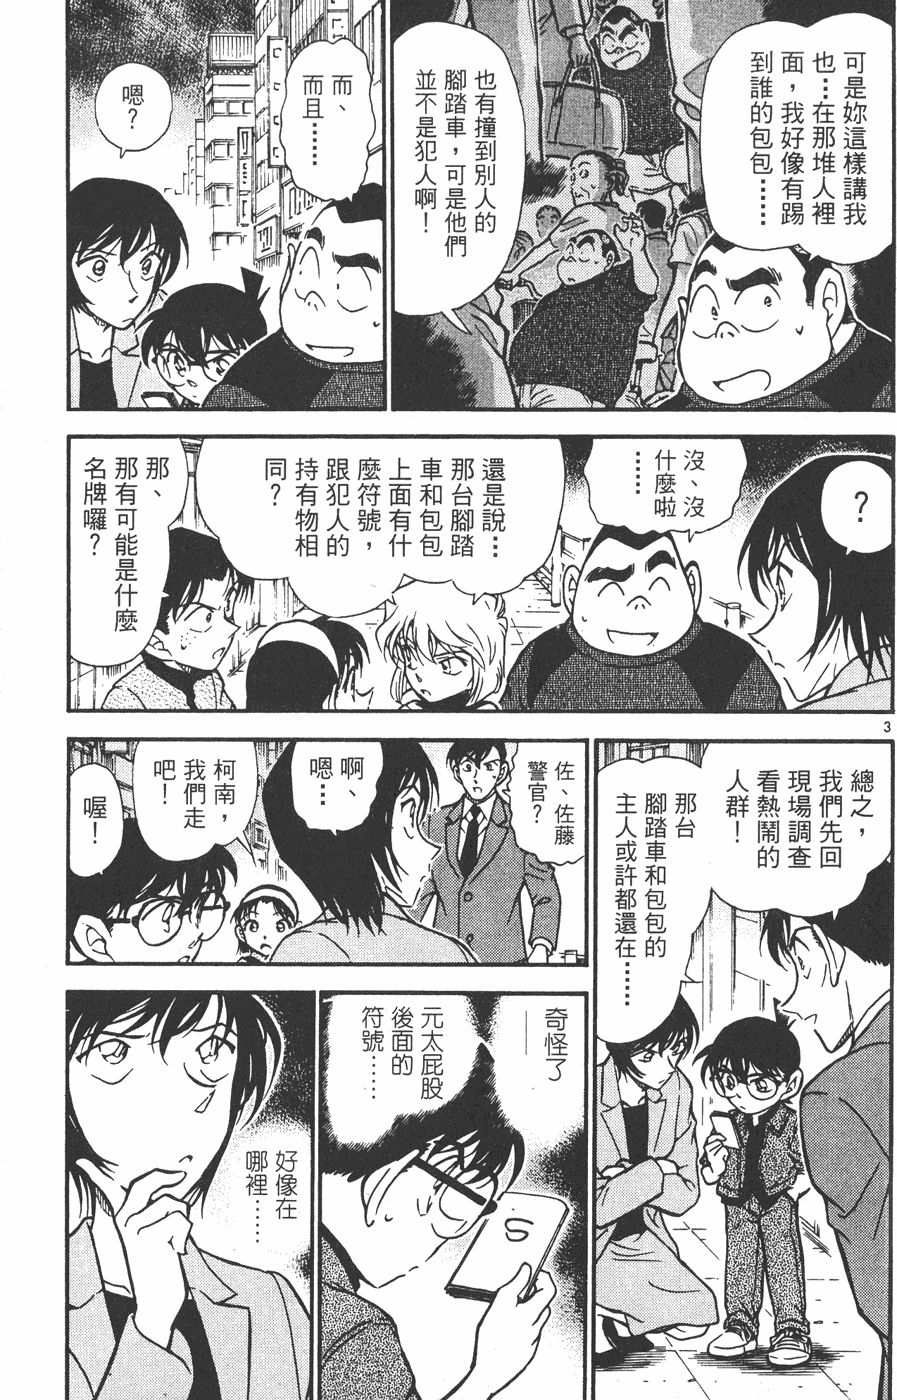 可是妳這樣講我
也…在那堆人裡
面，我好像有踢
到誰的包包……
也有撞到別人的
腳踏車，可是他們
並不是犯人啊！
而、
而且……
嗯？
？
沒、沒
什麼啦
……
還是說…
那台腳踏
車和包包
上面有什
麼符號，
跟犯人的
持有物相
同？
那、
那有可能是什麼
名牌囉？
3
總之，
我們先回
現場調查
看熱鬧的
人群！
那台
腳踏車和包包的
主人或許都還在……
佐、佐藤
警官？
啊、
嗯…
柯南，
我們走
吧！
喔！
奇怪了
——
元太屁股
後面的
符號……
5
好像在
哪裡……